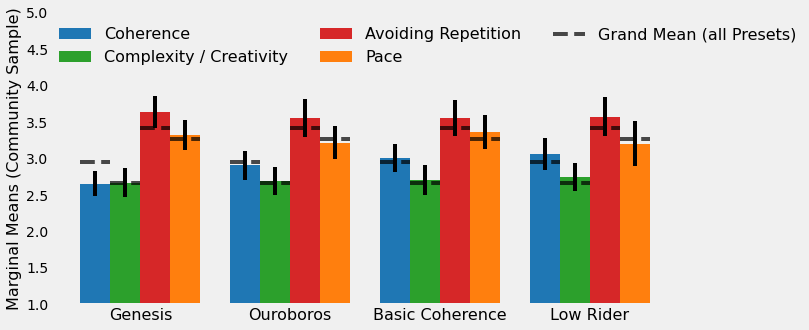 Marginal Means (Community Sample)
5.0
4.5
4.0
3.5
3.0
2.5
2.0
1.5
1.0
Coherence
Complexity / Creativity
Avoiding Repetition
Pace
Grand Mean (all Presets)
Genesis
Ouroboros
Basic Coherence
Low Rider